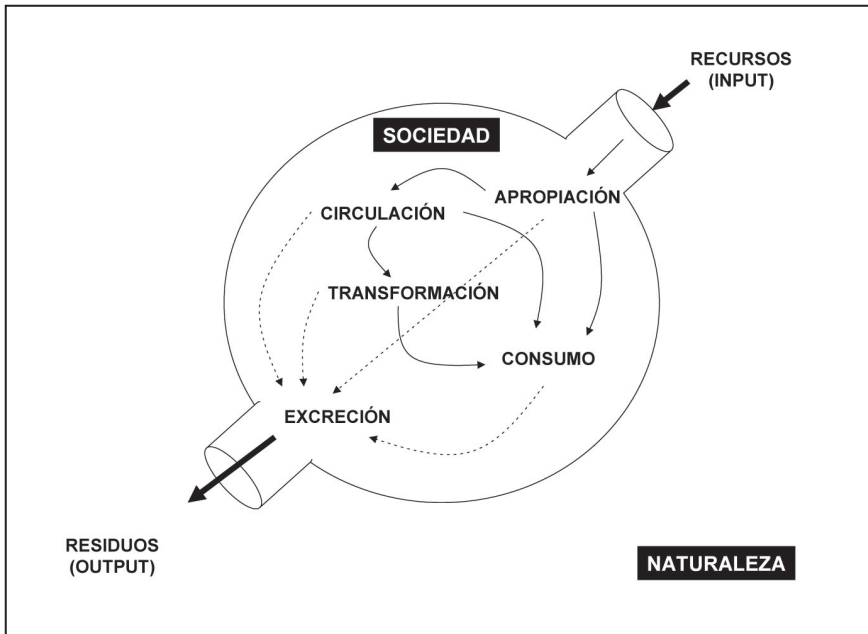 RECURSOS
(INPUT)
SOCIEDAD
APROPIACIÓN
CIRCULACIÓN
TRANSFORMACIÓN
CONSUMO
EXCRECIÓN
RESIDUOS
(OUTPUT)
NATURALEZA